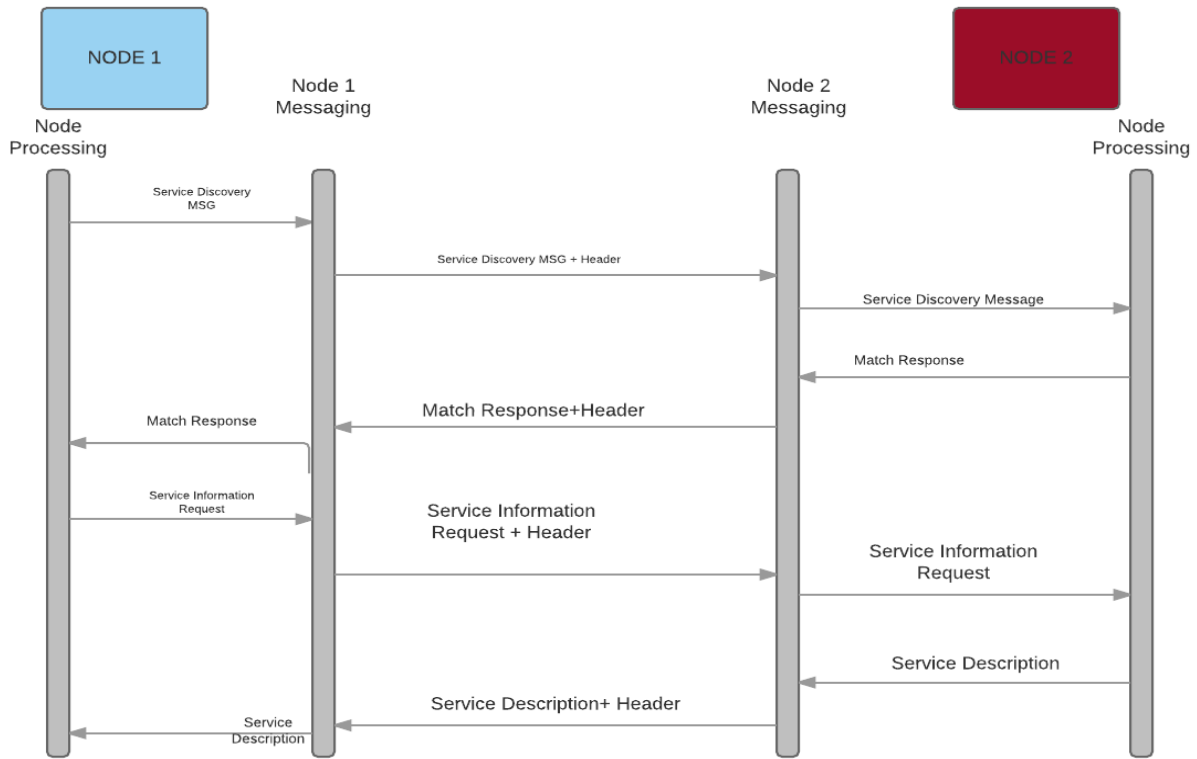 NODE 1
NODE 2
Node 1
Messaging
Node 2
Messaging
Node
Processing
Node
Processing
Service Discovery
MSG
Service Discovery MSG + Header
Service Discovery Message
Match Response
Match Response+Header
Match Response
Service Information
Request
Service Information
Request + Header
Service Information
Request
Service Description
Service Description+ Header
Service
Description